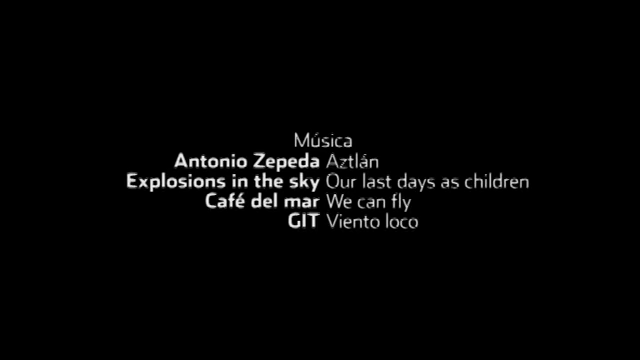 Música
Antonio Zepeda Aztlán
Explosions in the sky Our last days as children
Café del mar We can fly
GIT Viento loco